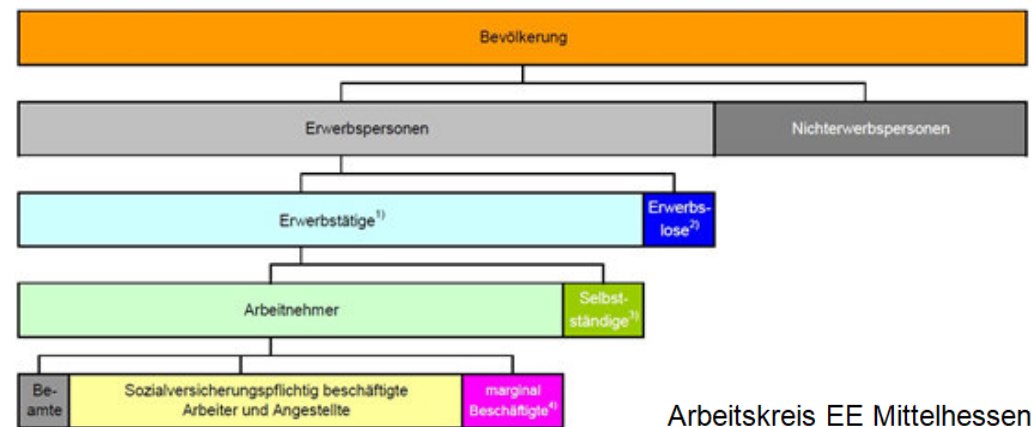 Bevölkerung
Erwerbspersonen
Nichterwerbspersonen
Erwerbstätige1)
Erwerbs-
lose2)
Arbeitnehmer
Selbst-
ständige3)
Be-
amte
Sozialversicherungspflichtig beschäftigte
Arbeiter und Angestellte
marginal
Beschäftigte4)
Arbeitskreis EE Mittelhessen